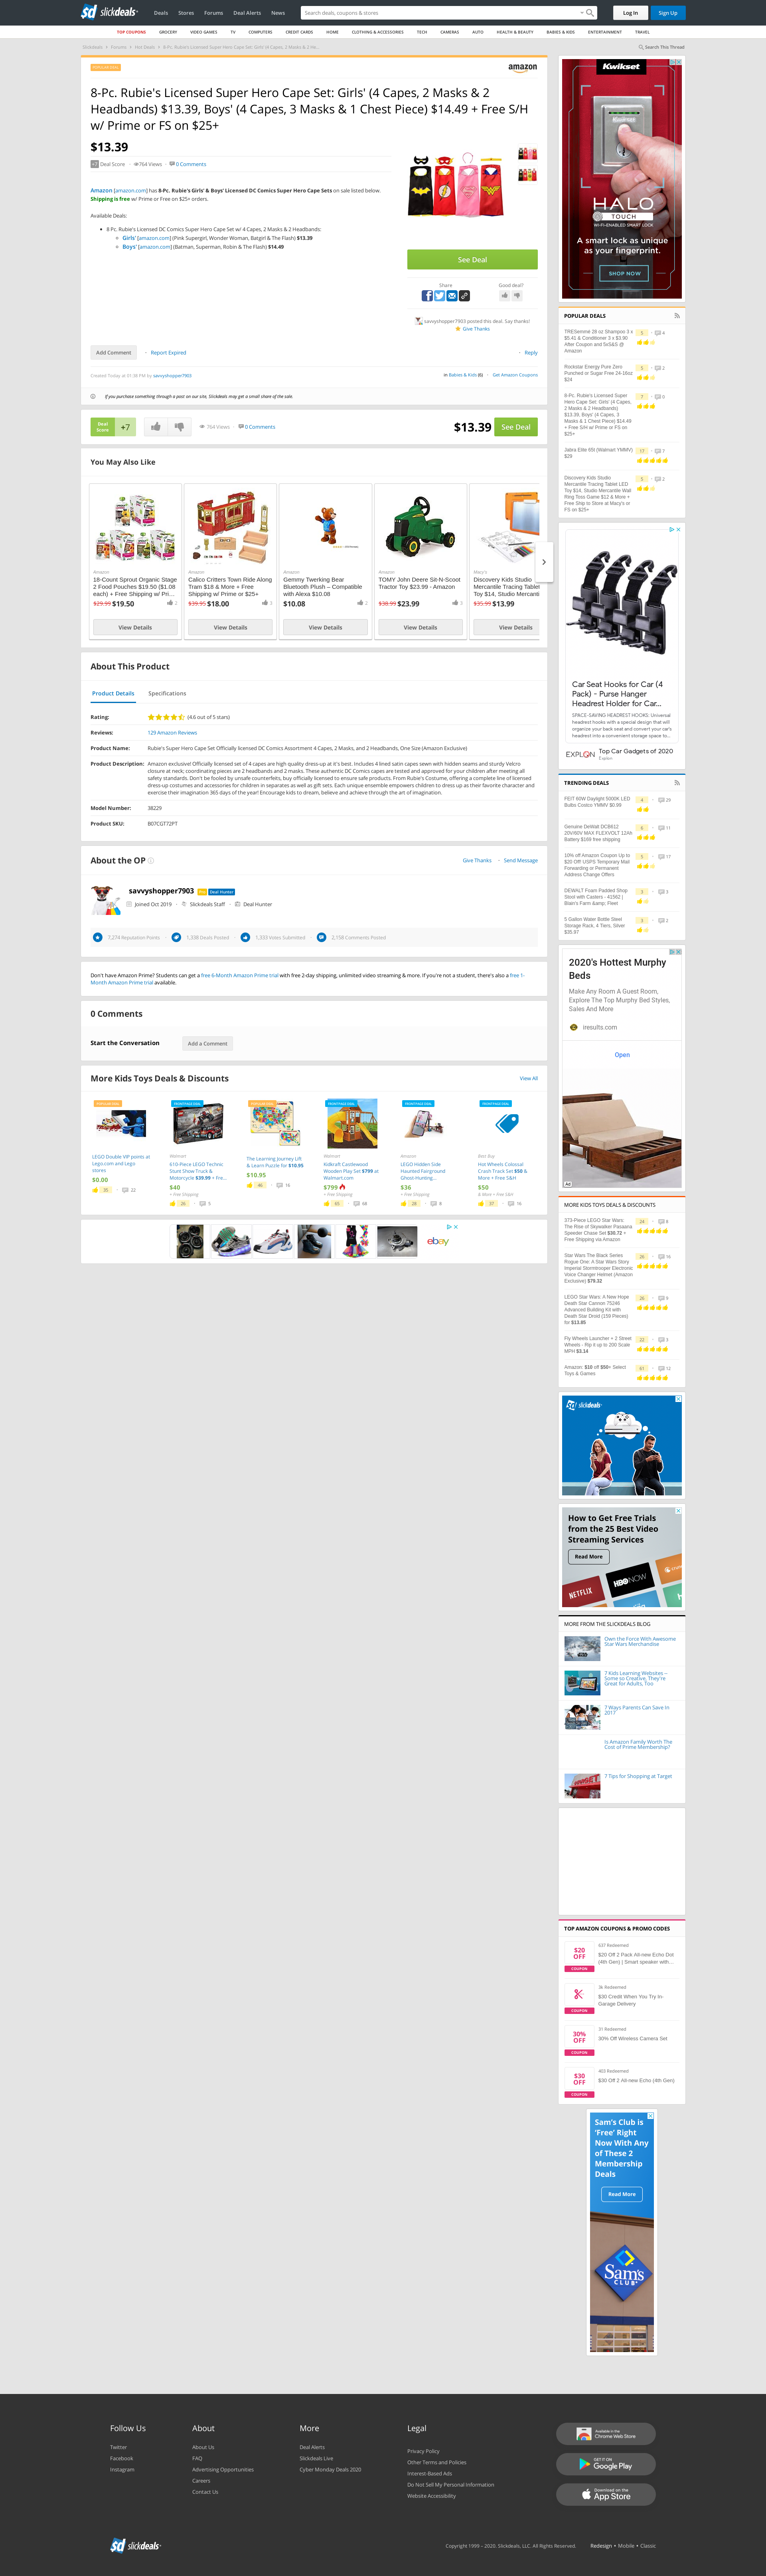 slickdeals
Deals Stores Forums Deal Alerts News
Search deals, coupons & stores
Log In Sign Up
TOP COUPONS GROCERY VIDEO GAMES TV COMPUTERS CREDIT CARDS HOME CLOTHING & ACCESSORIES TECH CAMERAS AUTO HEALTH & BEAUTY BABIES & KIDS ENTERTAINMENT TRAVEL
Slickdeals › Forums › Hot Deals › 8-Pc. Rubie's Licensed Super Hero Cape Set: Girls' (4 Capes, 2 Masks & 2 He...
Search This Thread
amazon
8-Pc. Rubie's Licensed Super Hero Cape Set: Girls' (4 Capes, 2 Masks & 2
Headbands) $13.39, Boys' (4 Capes, 3 Masks & 1 Chest Piece) $14.49 + Free S/H
w/ Prime or FS on $25+
$13.39
+7 Deal Score 764 Views 0 Comments
Amazon [amazon.com] has 8-Pc. Rubie's Girls' & Boys' Licensed DC Comics Super Hero Cape Sets on sale listed below.
Shipping is free w/ Prime or Free on $25+ orders.
Available Deals:
8 Pc. Rubie's Licensed DC Comics Super Hero Cape Set w/ 4 Capes, 2 Masks & 2 Headbands:
Girls' [amazon.com] (Pink Supergirl, Wonder Woman, Batgirl & The Flash) $13.39
Boys' [amazon.com] (Batman, Superman, Robin & The Flash) $14.49
See Deal
Share
Good deal?
savvyshopper7903 posted this deal. Say thanks!
Give Thanks
Add Comment Report Expired
Reply
Created Today at 01:38 PM by savvyshopper7903
in Babies & Kids (6) Get Amazon Coupons
If you purchase something through a post on our site, Slickdeals may get a small share of the sale.
Deal Score +7
764 Views 0 Comments
$13.39 See Deal
You May Also Like
Amazon
18-Count Sprout Organic Stage
2 Food Pouches $19.50 ($1.08
each) + Free Shipping w/ Pri...
$29.99 $19.50 2
View Details
Amazon
Calico Critters Town Ride Along
Train $18 & More + Free
Shipping w/ Prime or $25+
$39.95 $18.00 3
View Details
Amazon
Gemmy Twerking Bear
Bluetooth Plush – Compatible
with Alexa $10.08
$10.08 2
View Details
Amazon
TOMY John Deere Sit-N-Scoot
Tractor Toy $23.99 - Amazon
$38.99 $23.99 3
View Details
Macy's
Discovery Kids Studio
Mercantile Tracing Tablet
Toy $14, Studio Mercanti
$35.99 $13.99
View Details
About This Product
Product Details Specifications
Rating: (4.6 out of 5 stars)
Reviews: 129 Amazon Reviews
Product Name: Rubie's Super Hero Cape Set Officially licensed DC Comics Assortment 4 Capes, 2 Masks, and 2 Headbands, One Size (Amazon Exclusive)
Product Description: Amazon exclusive! Officially licensed set of 4 capes are high quality dress-up at it's best. Includes 4 lined satin capes sewn with hidden seams and sturdy Velcro
closure at neck; coordinating pieces are 2 headbands and 2 masks. These authentic DC Comics capes are tested and approved for your children after meeting all
safety standards. Don't be fooled by unsafe counterfeits, buy officially licensed Rubie's costumes, props, and accessories products. From Rubie's Costume, offering a complete line of
dress-up costumes and accessories for children in separates as well as sets. Each uniquely designed costume and accessory will expand their dress-up adventures and
exercise their imagination 365 days of the year! Encourage kids to dream, believe and achieve through the art of imagination.
Model Number: 38229
Product SKU: B07CGT72PT
About the OP
Give Thanks Send Message
savvyshopper7903 Pro Deal Hunter
Joined Oct 2019 Slickdeals Staff Deal Hunter
7,274 Reputation Points 1,338 Deals Posted 1,333 Votes Submitted 2,158 Comments Posted
Don't have Amazon Prime? Students can get a free 6-Month Amazon Prime trial with free 2-day shipping, unlimited video streaming & more. If you're not a student, there's also a free 1-
Month Amazon Prime trial available.
0 Comments
Start the Conversation Add a Comment
More Kids Toys Deals & Discounts
View All
LEGO Double VIP points at
Lego.com and Lego
stores
$0.00
35 22
FRONTPAGE DEAL
Walmart
610-Piece LEGO Technic
Stunt Show Truck &
Motorcycle $39.99 + Fre...
$40
+ Free Shipping
26 5
The Learning Journey Lift
& Learn Puzzle for $10.95
$10.95
46 16
FRONTPAGE DEAL
Walmart
KidKraft Castlewood
Wooden Play Set $799 at
Walmart.com
$799
+ Free Shipping
65 68
FRONTPAGE DEAL
Amazon
LEGO Hidden Side
Haunted Fairground
Ghost-Hunting...
$36
+ Free Shipping
28 8
FRONTPAGE DEAL
Best Buy
Hot Wheels Colossal
Crash Track Set $50 &
More + Free S&H
$50
& More + Free S&H
37 16
ebay
Kwikset
HALO
TOUCH
WI-FI-ENABLED SMART LOCK
A smart lock as unique
as your fingerprint.
SHOP NOW
POPULAR DEALS
TRESemmé 28 oz Shampoo 3 x
$5.41 & Conditioner 3 x $3.90
After Coupon and 5xS&S @
Amazon
5 4
Rockstar Energy Pure Zero
Punched or Sugar Free 24-16oz
$24
5 2
8-Pc. Rubie's Licensed Super
Hero Cape Set: Girls' (4 Capes,
2 Masks & 2 Headbands)
$13.39, Boys' (4 Capes, 3
Masks & 1 Chest Piece) $14.49
+ Free S/H w/ Prime or FS on
$25+
7 0
Jabra Elite 65t (Walmart YMMV)
$29
17 7
Discovery Kids Studio
Mercantile Tracing Tablet LED
Toy $14, Studio Mercantile Wall
Ring Toss Game $12 & More +
Free Ship to Store at Macy's or
FS on $25+
5 2
Car Seat Hooks for Car (4
Pack) - Purse Hanger
Headrest Holder for Car...
SPACE-SAVING HEADREST HOOKS: Universal
headrest hooks with a special design that will
organize your back seat and convert your car's
headrest into a convenient storage space to...
EXPLON Top Car Gadgets of 2020
Explon
TRENDING DEALS
FEIT 60W Daylight 5000K LED
Bulbs Costco YMMV $0.99
4 29
Genuine DeWalt DCB612
20V/60V MAX FLEXVOLT 12Ah
Battery $169 free shipping
6 11
10% off Amazon Coupon Up to
$20 Off! USPS Temporary Mail
Forwarding or Permanent
Address Change Offers
5 17
DEWALT Foam Padded Shop
Stool with Casters - 41562 |
Blain's Farm &amp; Fleet
3 3
5 Gallon Water Bottle Steel
Storage Rack, 4 Tiers, Silver
$35.97
3 2
2020's Hottest Murphy
Beds
Make Any Room A Guest Room,
Explore The Top Murphy Bed Styles,
Sales And More
iresults.com
Open
Ad
MORE KIDS TOYS DEALS & DISCOUNTS
373-Piece LEGO Star Wars:
The Rise of Skywalker Pasaana
Speeder Chase Set $30.72 +
Free Shipping via Amazon
24 8
Star Wars The Black Series
Rogue One: A Star Wars Story
Imperial Stormtrooper Electronic
Voice Changer Helmet (Amazon
Exclusive) $79.32
26 16
LEGO Star Wars: A New Hope
Death Star Cannon 75246
Advanced Building Kit with
Death Star Droid (159 Pieces)
for $13.85
26 9
Fly Wheels Launcher + 2 Street
Wheels - Rip it up to 200 Scale
MPH $3.14
22 3
Amazon: $10 off $50+ Select
Toys & Games
61 12
slickdeals
How to Get Free Trials
from the 25 Best Video
Streaming Services
Read More
NETFLIX HBO NOW
MORE FROM THE SLICKDEALS BLOG
Own the Force With Awesome
Star Wars Merchandise
7 Kids Learning Websites –
Some so Creative, They're
Great for Adults, Too
7 Ways Parents Can Save In
2017
Is Amazon Family Worth The
Cost of Prime Membership?
7 Tips for Shopping at Target
TOP AMAZON COUPONS & PROMO CODES
$20
OFF
COUPON
637 Redeemed
$20 Off 2 Pack All-new Echo Dot
(4th Gen) | Smart speaker with...
COUPON
3k Redeemed
$30 Credit When You Try In-
Garage Delivery
30%
OFF
COUPON
31 Redeemed
30% Off Wireless Camera Set
$30
OFF
COUPON
403 Redeemed
$30 Off 2 All-new Echo (4th Gen)
Sam's Club is
'Free' Right
Now With Any
of These 2
Membership
Deals
Read More
Sam's
CLUB
Follow Us
Twitter
Facebook
Instagram
About
About Us
FAQ
Advertising Opportunities
Careers
Contact Us
More
Deal Alerts
Slickdeals Live
Cyber Monday Deals 2020
Legal
Privacy Policy
Other Terms and Policies
Interest-Based Ads
Do Not Sell My Personal Information
Website Accessibility
Available in the
Chrome Web Store
GET IT ON
Google Play
Download on the
App Store
slickdeals
Copyright 1999 – 2020. Slickdeals, LLC. All Rights Reserved. Redesign • Mobile • Classic